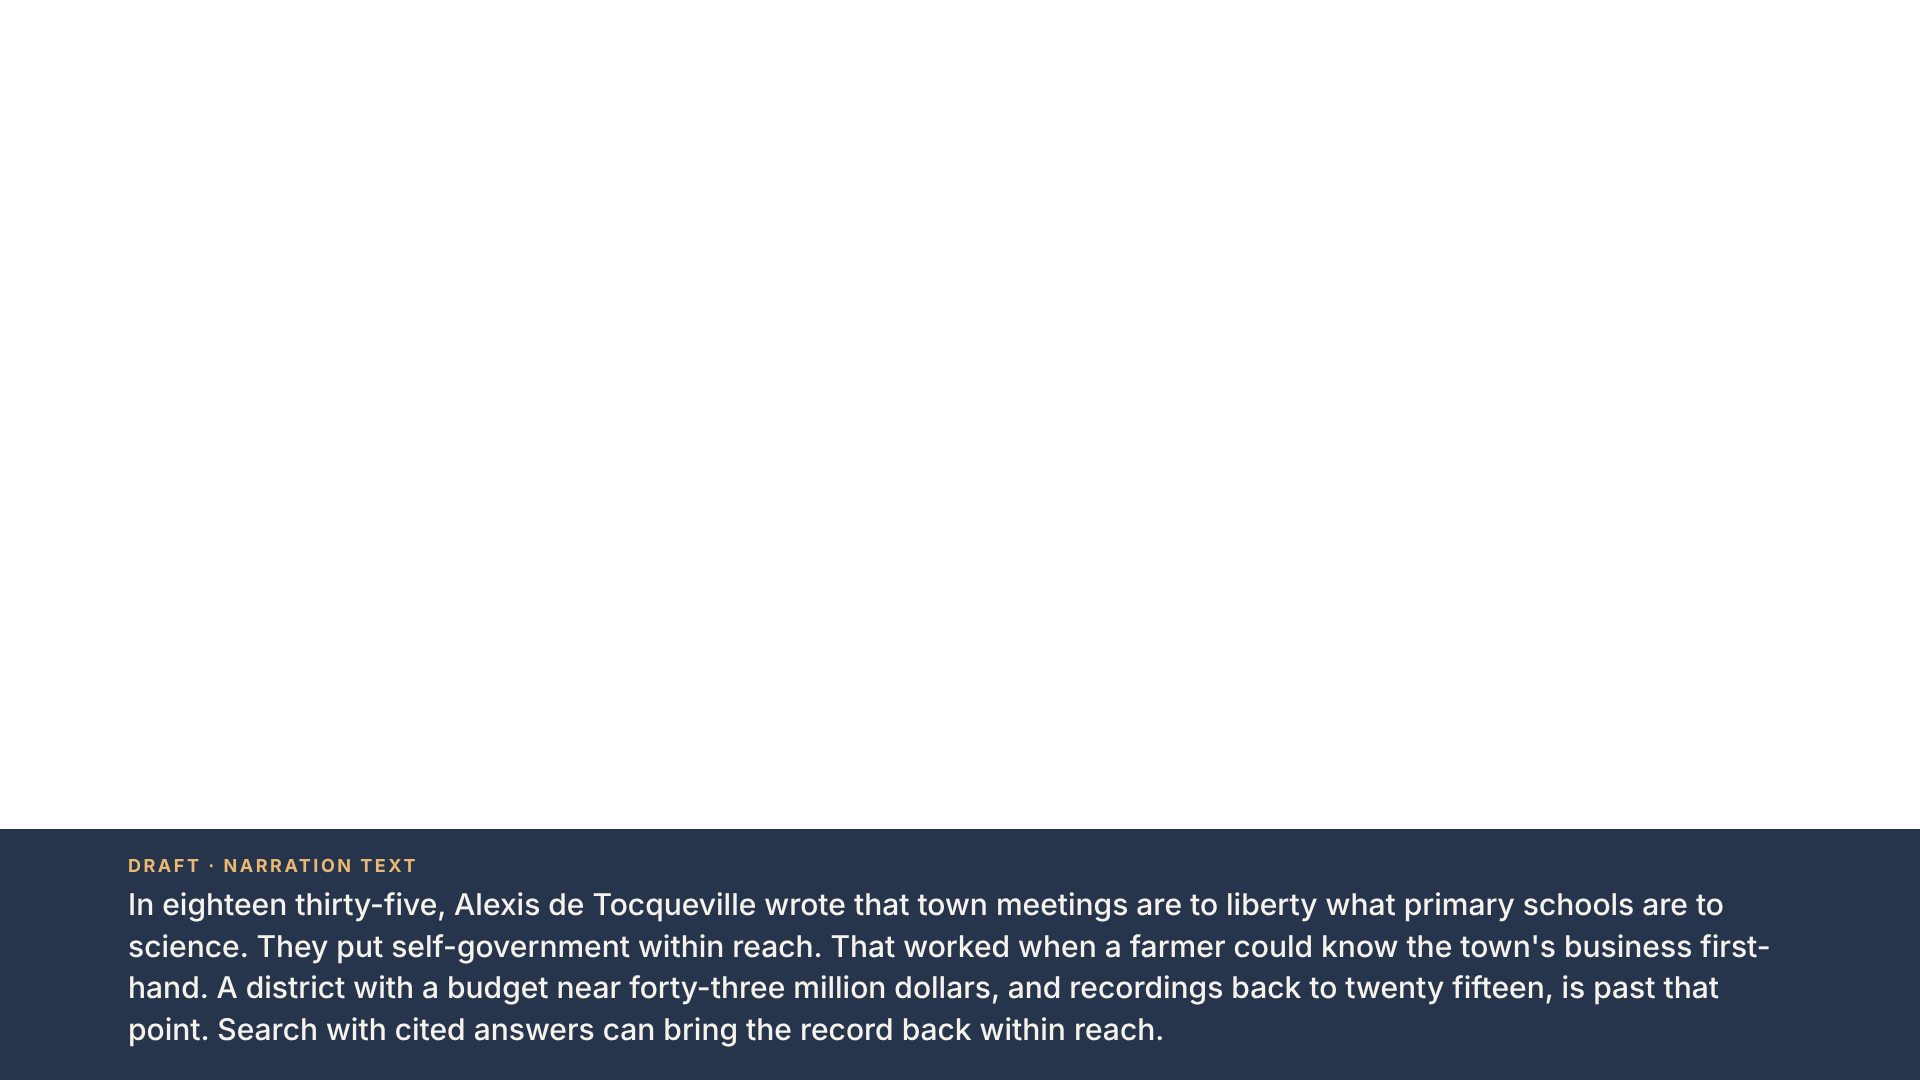 DRAFT · NARRATION TEXT
In eighteen thirty-five, Alexis de Tocqueville wrote that town meetings are to liberty what primary schools are to
science. They put self-government within reach. That worked when a farmer could know the town's business first-
hand. A district with a budget near forty-three million dollars, and recordings back to twenty fifteen, is past that
point. Search with cited answers can bring the record back within reach.